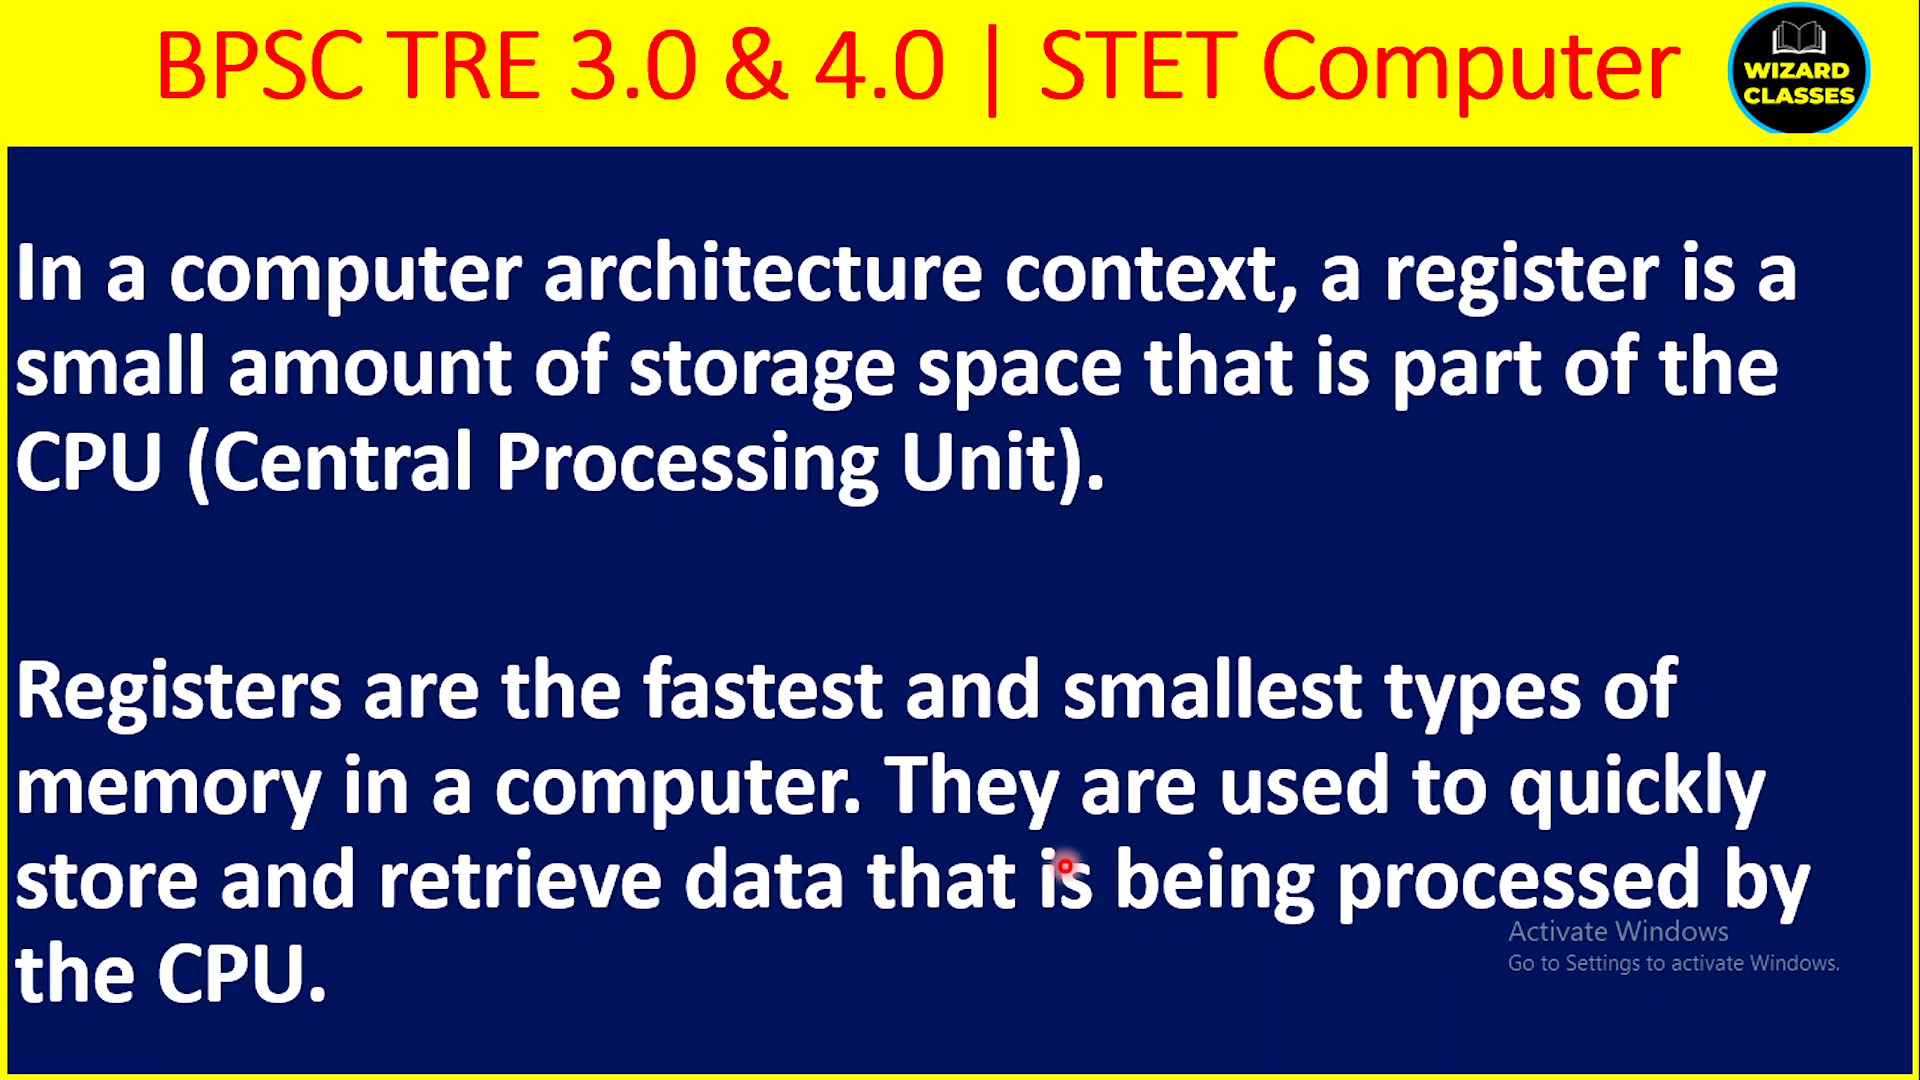 BPSC TRE 3.0 & 4.0 | STET Computer
WIZARD
CLASSES
In a computer architecture context, a register is a
small amount of storage space that is part of the
CPU (Central Processing Unit).
Registers are the fastest and smallest types of
memory in a computer. They are used to quickly
store and retrieve data that is being processed by
the CPU.
Activate Windows
Go to Settings to activate Windows.